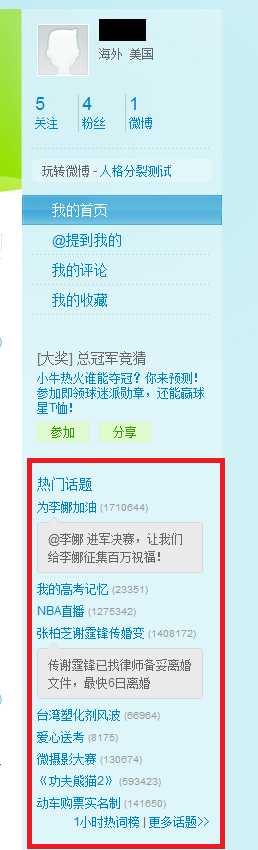 海外 美国
5 4 1
关注 粉丝 微博
玩转微博 - 人格分裂测试
我的首页
@提到我的
我的评论
我的收藏
[大奖] 总冠军竞猜
小牛热火谁能夺冠？你来预测！
参加即领球迷派勋章，还能赢球
星T恤！
参加 分享
热门话题
为李娜加油 (1710644)
@李娜 进军决赛，让我们
给李娜征集百万祝福！
我的高考记忆 (23351)
NBA直播 (1275342)
张柏芝谢霆锋传婚变 (1408172)
传谢霆锋已找律师备妥离婚
文件，最快6日离婚
台湾塑化剂风波 (66964)
爱心送考 (8175)
微摄影大赛 (130674)
《功夫熊猫2》 (593423)
动车购票实名制 (141650)
1小时热词榜 | 更多话题>>